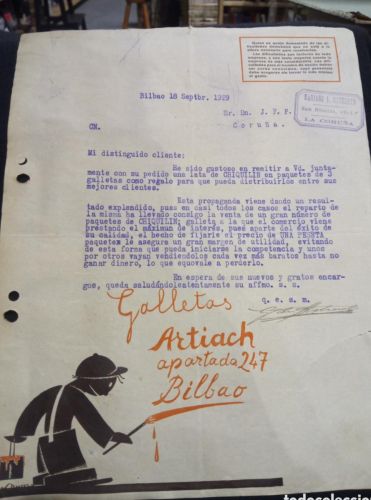 Bilbao 18 Septbr. 1929
Sr. Dn. J. F. F.
Coruña.
CN.
LA CORUÑA
Mi distinguido cliente:
He sido gustoso en remitir a Vd. junta-
mente con su pedido una lata de CHIQUILIN en paquetes de 3
galletas como regalo para que pueda distribuirlos entre sus
mejores clientes.
Esta propaganda viene dando un resul-
tado explendido, pues en casi todos los casos el reparto de
la misma ha llevado consigo la venta de un gran número de
paquetes de CHIQUILIN; galleta a la que el comercio viene
prestando el máximun de interés, pues aparte del éxito de
su calidad, el hecho de fijarle el precio de UNA PESETA
paquete le asegura un gran margen de utilidad, evitando
de esta forma que pueda iniciarse la competencia y unos
por otros vayan vendiendolos cada vez más baratos hasta no
ganar dinero, lo que equivale a perderlo.
En espera de sus nuevos y gratos encar-
gos, queda saludándole atentamente su affmo. s. s.
q. e. s. m.
Galletas
Artiach
apartado 247
Bilbao
todocoleccion